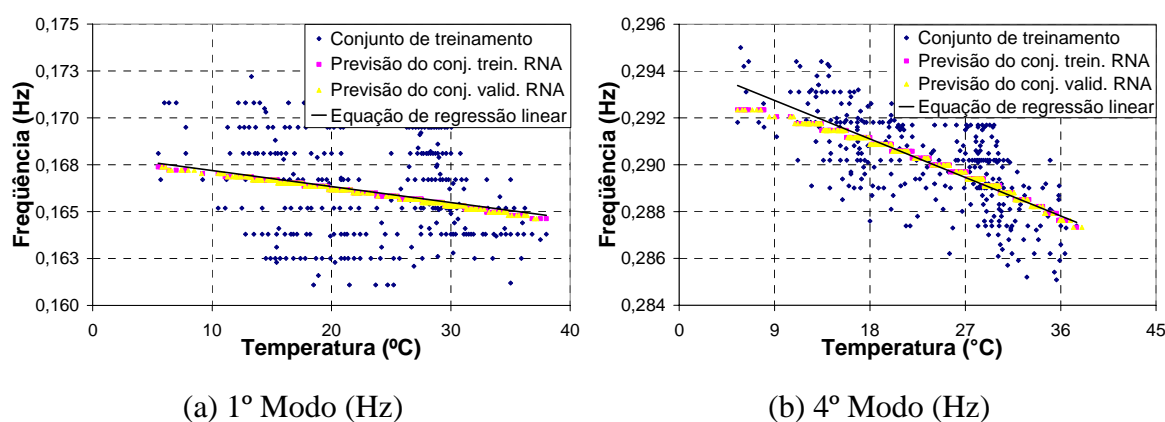 0,175
0,173
0,170
0,168
0,165
0,163
0,160
Freqüência (Hz)
Conjunto de treinamento
Previsão do conj. trein. RNA
Previsão do conj. valid. RNA
Equação de regressão linear
0 10 20 30 40
Temperatura (ºC)
(a) 1º Modo (Hz)
0,296
0,294
0,292
0,290
0,288
0,286
0,284
Freqüência (Hz)
Conjunto de treinamento
Previsão do conj. trein. RNA
Previsão do conj. valid. RNA
Equação de regressão linear
0 9 18 27 36 45
Temperatura (°C)
(b) 4º Modo (Hz)